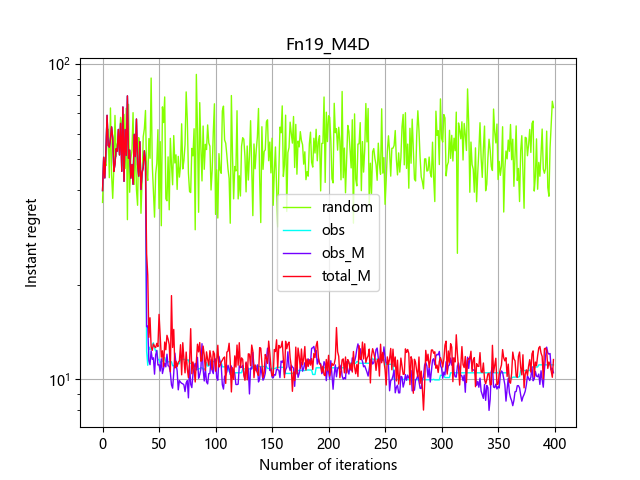 Fn19_M4D
10²
10¹
Instant regret
random
obs
obs_M
total_M
0 50 100 150 200 250 300 350 400
Number of iterations